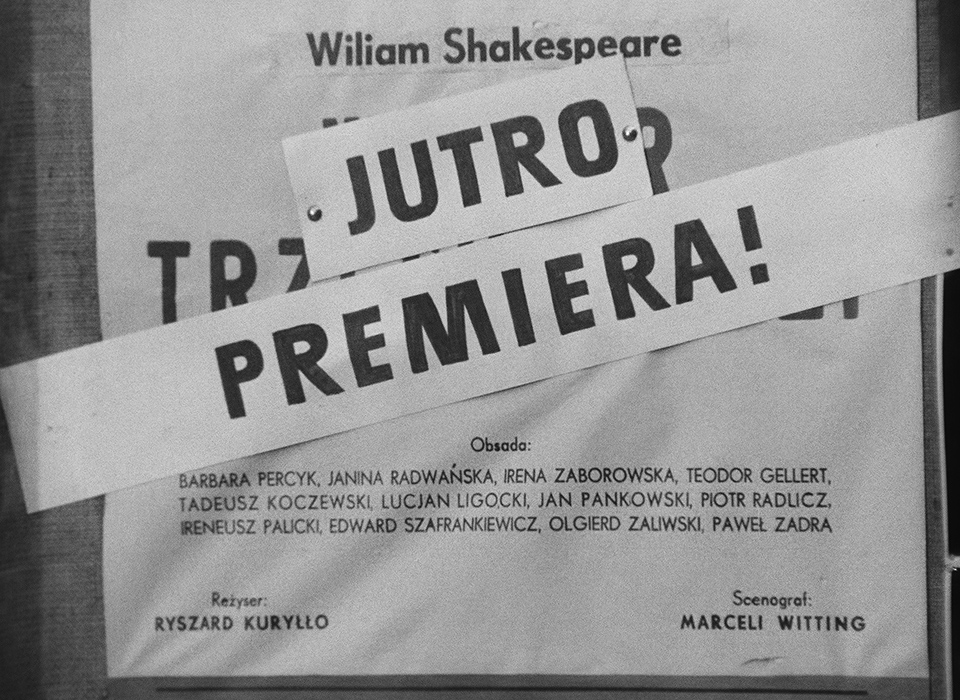 Wiliam Shakespeare
JUTRO
PREMIERA!
Obsada:
BARBARA PERCYK, JANINA RADWAŃSKA, IRENA ZABOROWSKA, TEODOR GELLERT,
TADEUSZ KOCZEWSKI, LUCJAN LIGOCKI, JAN PANKOWSKI, PIOTR RADLICZ,
IRENEUSZ PALICKI, EDWARD SZAFRANKIEWICZ, OLGIERD ZALIWSKI, PAWEŁ ZADRA
Reżyser:
RYSZARD KURYŁŁO
Scenograf:
MARCELI WITTING